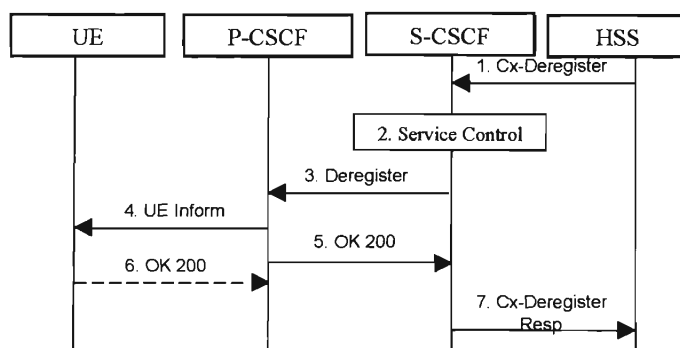 UE
P-CSCF
S-CSCF
HSS
1. Cx-Deregister
2. Service Control
3. Deregister
4. UE Inform
5. OK 200
6. OK 200
7. Cx-Deregister
Resp